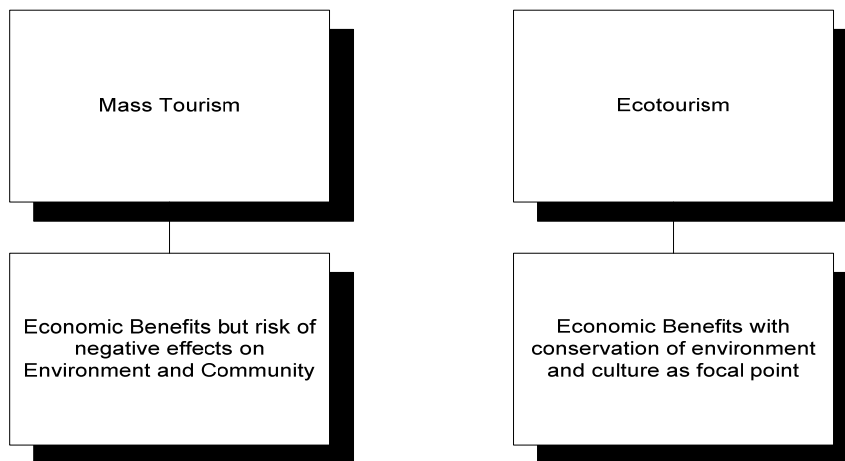 Mass Tourism
Ecotourism
Economic Benefits but risk of
negative effects on
Environment and Community
Economic Benefits with
conservation of environment
and culture as focal point